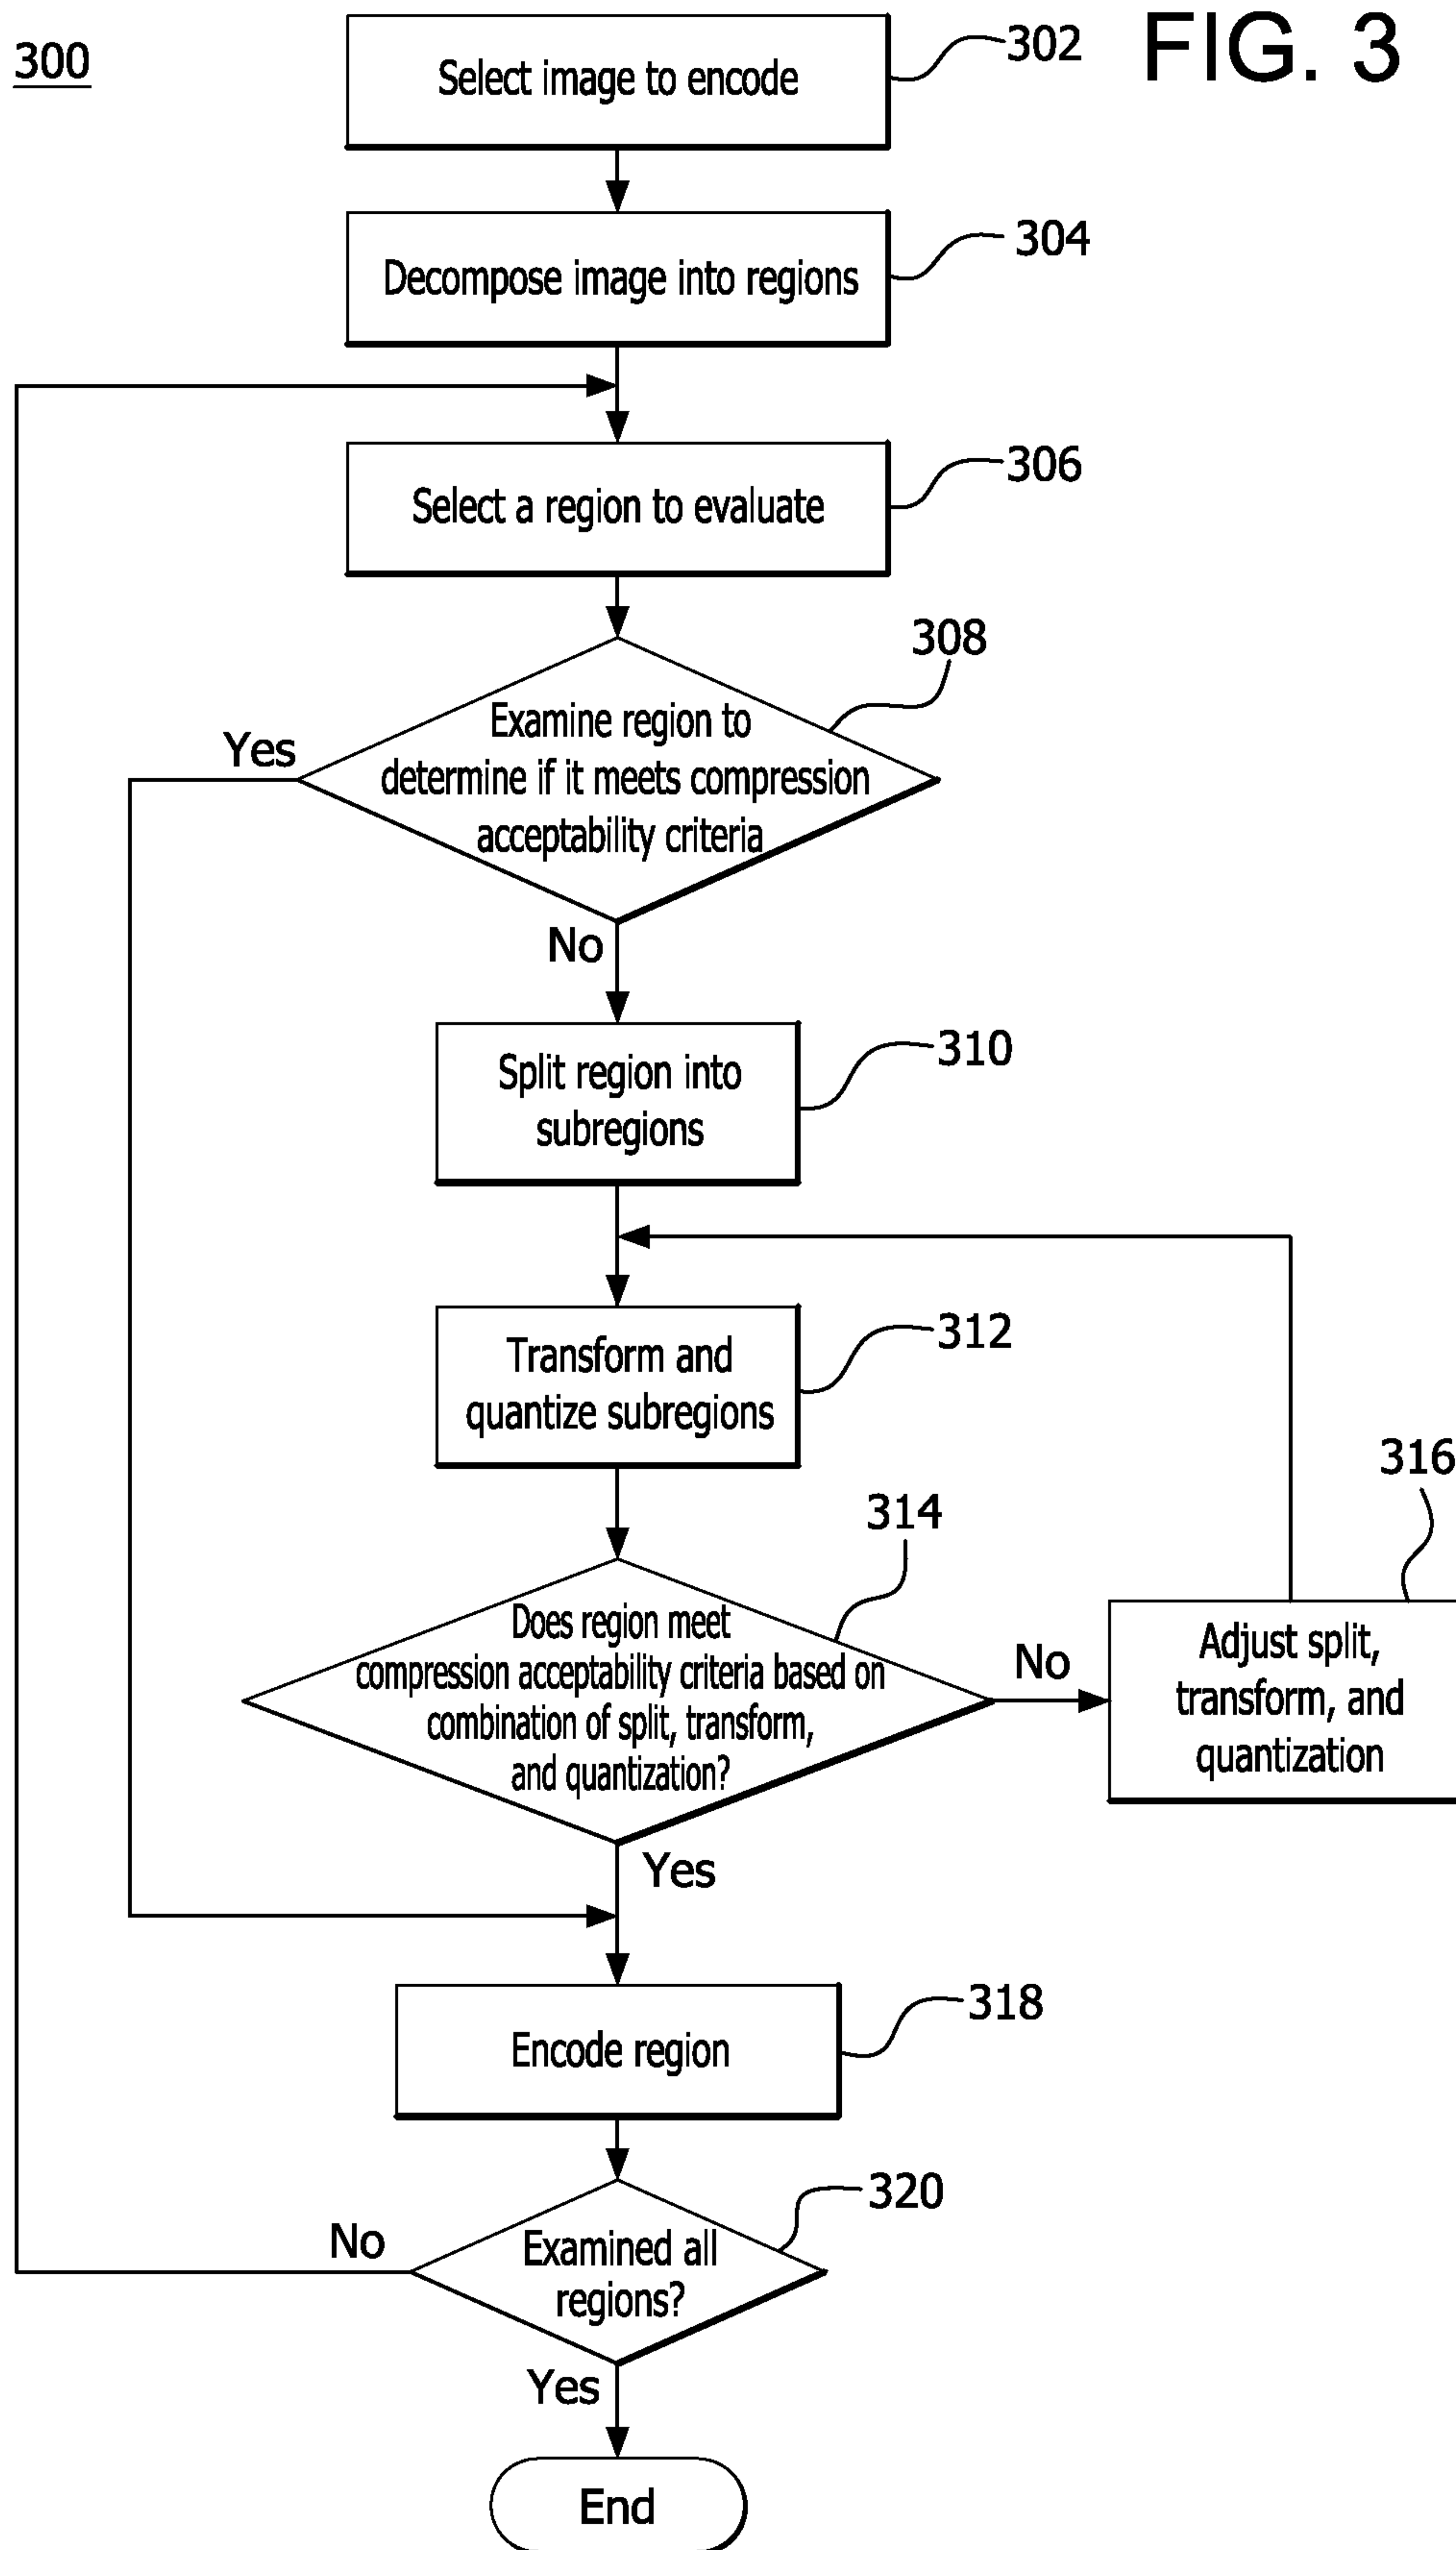 FIG. 3
300
302
Select image to encode
304
Decompose image into regions
306
Select a region to evaluate
308
Examine region to
determine if it meets compression
acceptability criteria
Yes
No
310
Split region into
subregions
312
Transform and
quantize subregions
314
Does region meet
compression acceptability criteria based on
combination of split, transform,
and quantization?
No
316
Adjust split,
transform, and
quantization
Yes
318
Encode region
320
Examined all
regions?
No
Yes
End